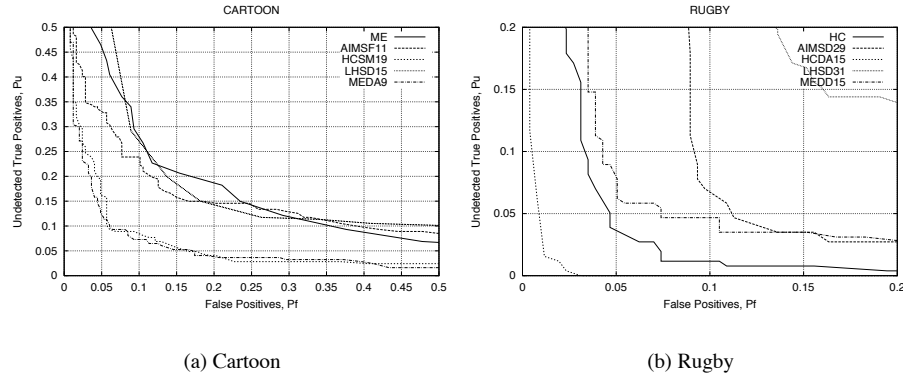 CARTOON
Undetected True Positives, Pu
0.5
0.45
0.4
0.35
0.3
0.25
0.2
0.15
0.1
0.05
0
ME
AIMSF11
HCSM19
LHSD15
MEDA9
0 0.05 0.1 0.15 0.2 0.25 0.3 0.35 0.4 0.45 0.5
False Positives, Pf
(a) Cartoon
RUGBY
Undetected True Positives, Pu
0.2
0.15
0.1
0.05
0
HC
AIMSD29
HCDA15
LHSD31
MEDD15
0 0.05 0.1 0.15 0.2
False Positives, Pf
(b) Rugby